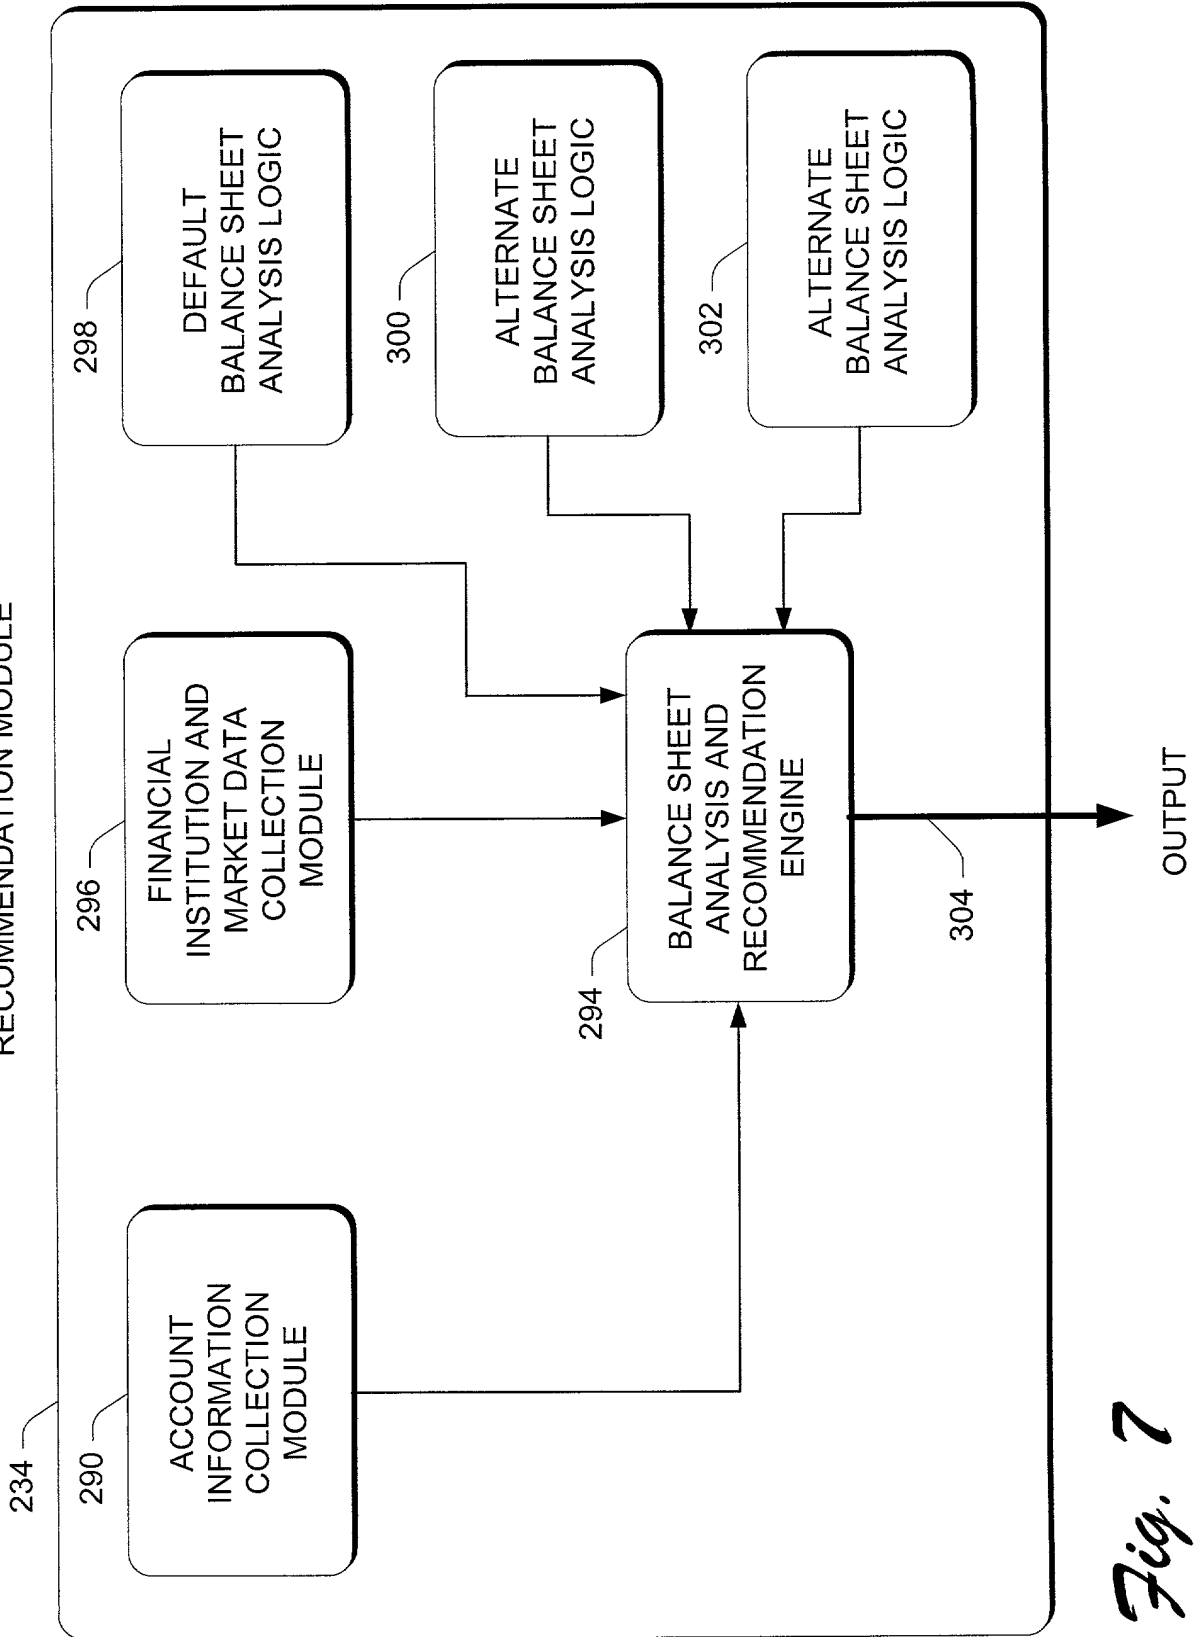 RECOMMENDATION MODULE
234
290
ACCOUNT
INFORMATION
COLLECTION
MODULE
296
FINANCIAL
INSTITUTION AND
MARKET DATA
COLLECTION
MODULE
298
DEFAULT
BALANCE SHEET
ANALYSIS LOGIC
300
ALTERNATE
BALANCE SHEET
ANALYSIS LOGIC
302
ALTERNATE
BALANCE SHEET
ANALYSIS LOGIC
294
BALANCE SHEET
ANALYSIS AND
RECOMMENDATION
ENGINE
304
OUTPUT
Fig. 7